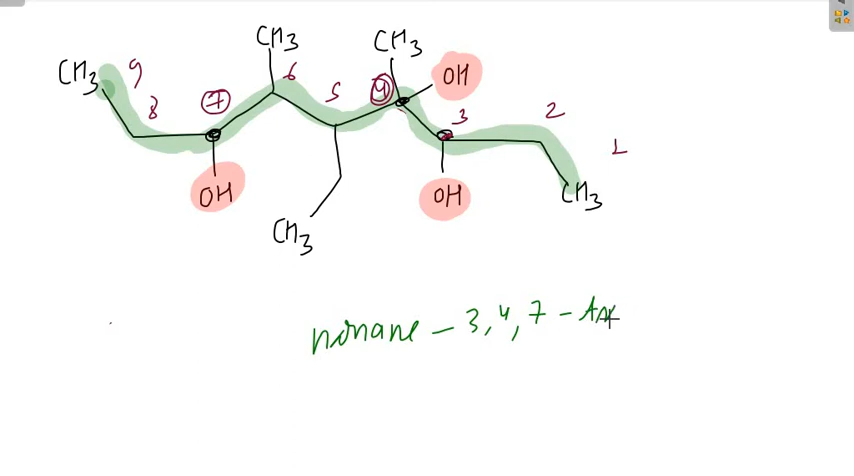 CH3
CH3
CH3
OH
9
8
7
6
5
4
3
2
1
OH
OH
CH3
CH3
nonane - 3, 4, 7 -